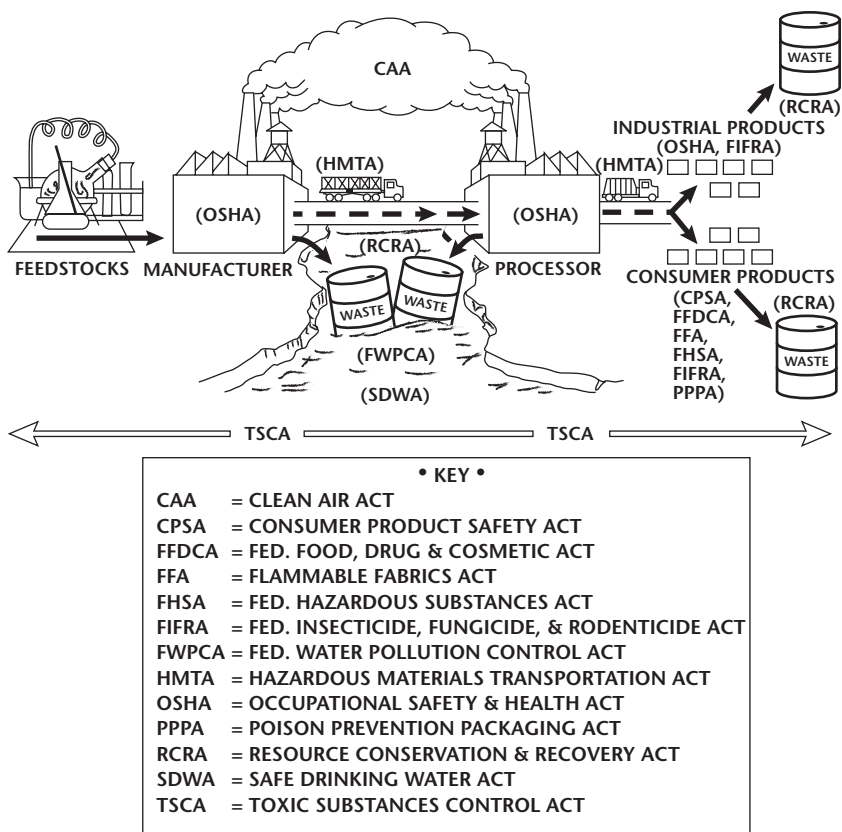 CAA
WASTE
(RCRA)
INDUSTRIAL PRODUCTS
(OSHA, FIFRA)
(HMTA)
(HMTA)
(OSHA)
(OSHA)
(RCRA)
FEEDSTOCKS
MANUFACTURER
PROCESSOR
WASTE
WASTE
CONSUMER PRODUCTS
(CPSA,
FFDCA,
FFA,
FHSA,
FIFRA,
PPPA)
(RCRA)
WASTE
(FWPCA)
(SDWA)
TSCA
TSCA
• KEY •
CAA = CLEAN AIR ACT
CPSA = CONSUMER PRODUCT SAFETY ACT
FFDCA = FED. FOOD, DRUG & COSMETIC ACT
FFA = FLAMMABLE FABRICS ACT
FHSA = FED. HAZARDOUS SUBSTANCES ACT
FIFRA = FED. INSECTICIDE, FUNGICIDE, & RODENTICIDE ACT
FWPCA = FED. WATER POLLUTION CONTROL ACT
HMTA = HAZARDOUS MATERIALS TRANSPORTATION ACT
OSHA = OCCUPATIONAL SAFETY & HEALTH ACT
PPPA = POISON PREVENTION PACKAGING ACT
RCRA = RESOURCE CONSERVATION & RECOVERY ACT
SDWA = SAFE DRINKING WATER ACT
TSCA = TOXIC SUBSTANCES CONTROL ACT